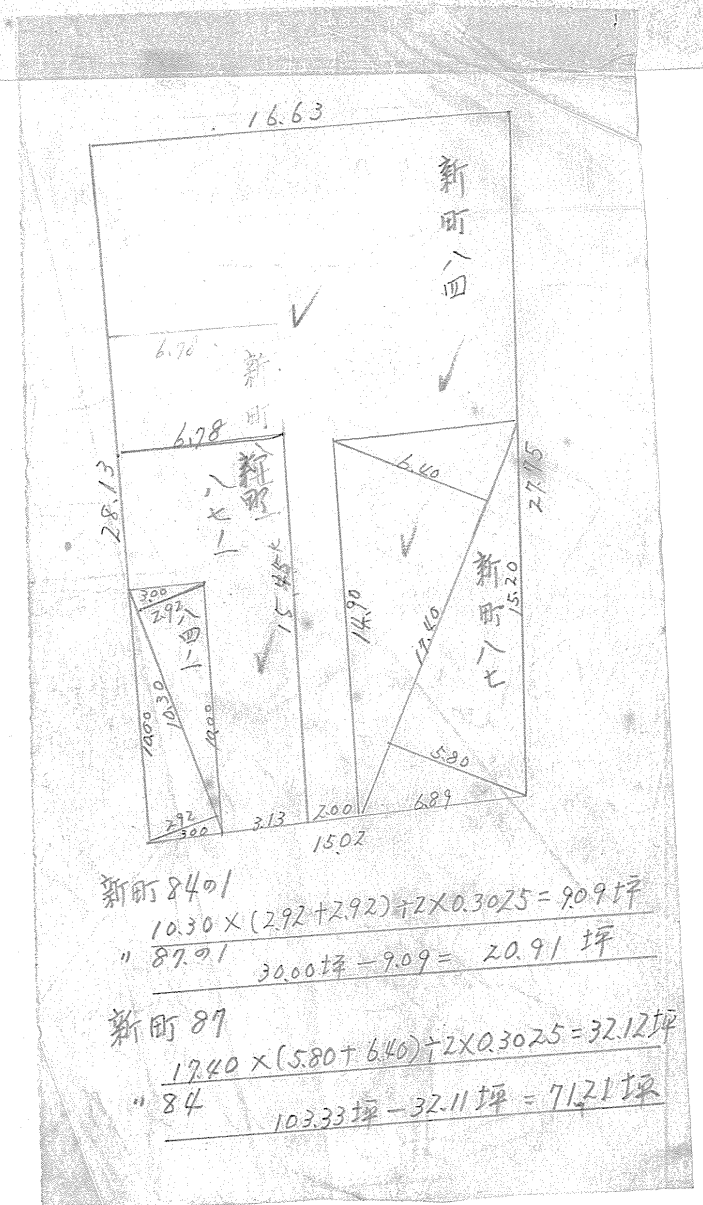 16.63
新町八四
6.78
新町
6.78
新町
八七ノ一
28.13
27.75
6.40
3.00
2.92
八四ノ一
15.45
14.90
17.40
15.20
新町八七
10.00
10.30
10.00
5.80
2.92
3.00
3.13
2.00
6.89
15.02
新町84の1
10.30×(2.92+2.92)÷2×0.3025=9.09坪
〃 87の1
30.00坪-9.09= 20.91 坪
新町87
17.40×(5.80+6.40)÷2×0.3025=32.12坪
〃 84
103.33坪-32.11坪=71.21坪